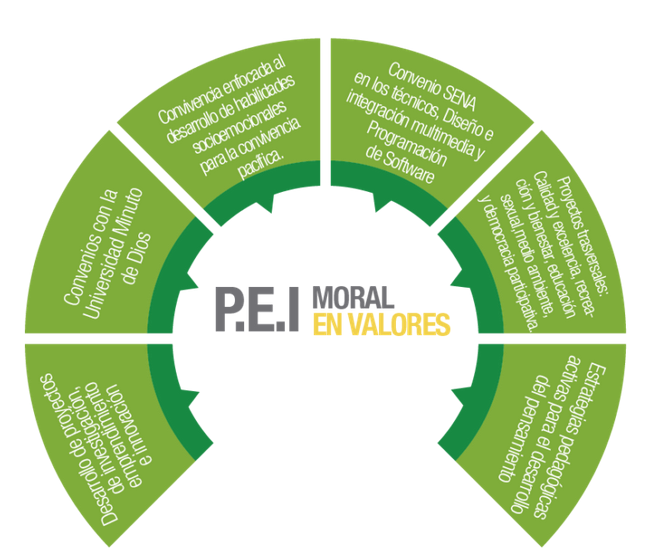 Desarrollo de proyectos
de investigación,
emprendimiento
e innovación
Convenios con la
Universidad Minuto
de Dios
Convivencia enfocada al
desarrollo de habilidades
socioemocionales
para la convivencia
pacífica.
Convenio SENA
en los técnicos, Diseño e
integración multimedia y
Programación
de Software
Proyectos trasversales:
Calidad y excelencia, recrea-
ción y bienestar, educación
sexual,medio ambiente,
y democracia participativa.
Estrategias pedagógicas
activas para el desarrollo
del pensamiento
P.E.I MORAL
EN VALORES